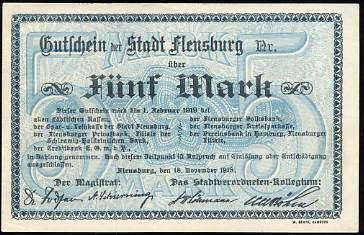 Gutschein der Stadt Flensburg Nr.
über
Fünf Mark
Dieser Gutschein wird bis 1. Februar 1919 bei
allen städtischen Kassen, der Flensburger Volksbank,
der Spar- u. Leihkasse der Stadt Flensburg, der Flensburger Kreissparkasse,
der Flensburger Privatbank, Filiale der Vereinsbank in Hamburg, Flensburger
Schleswig-Holsteinischen Bank, Filiale,
der Creditbank
in Zahlung genommen. Nach diesem Zeitpunkt ist Anspruch auf Einlösung oder Entschädigung
ausgeschlossen.
Flensburg, den 18. November 1918.
Der Magistrat: Das Stadtverordneten-Kollegium: